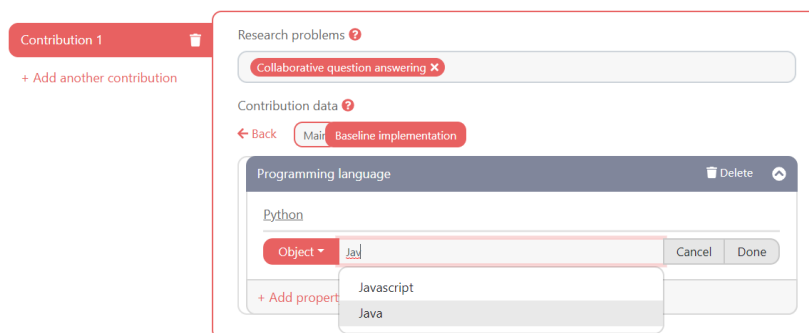 Contribution 1
+ Add another contribution
Research problems ?
Collaborative question answering ×
Contribution data ?
← Back Main Baseline implementation
Programming language Delete
Python
Object Jav Cancel Done
Javascript
Java
+ Add propert